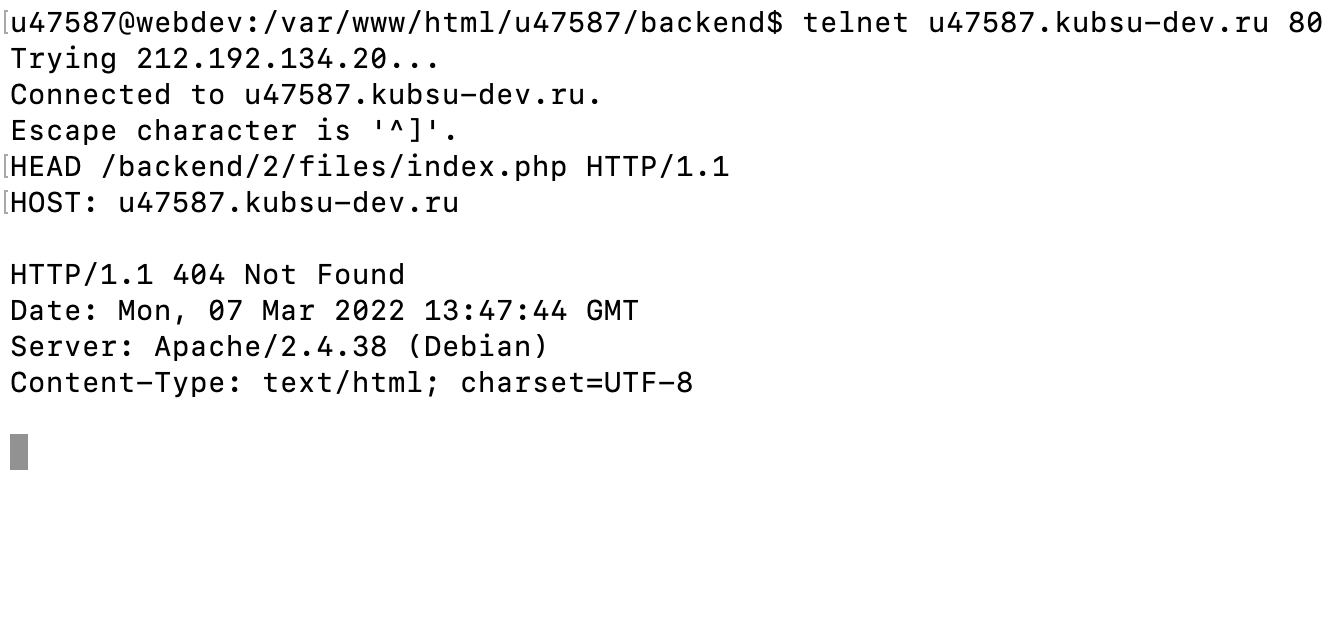 [u47587@webdev:/var/www/html/u47587/backend$ telnet u47587.kubsu-dev.ru 80
Trying 212.192.134.20...
Connected to u47587.kubsu-dev.ru.
Escape character is '^]'.
[HEAD /backend/2/files/index.php HTTP/1.1
[HOST: u47587.kubsu-dev.ru
HTTP/1.1 404 Not Found
Date: Mon, 07 Mar 2022 13:47:44 GMT
Server: Apache/2.4.38 (Debian)
Content-Type: text/html; charset=UTF-8